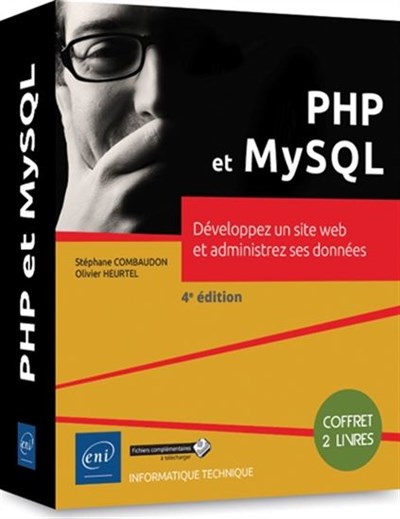 PHP et MySQL
PHP
et MySQL
Développez un site web
et administrez ses données
Stéphane COMBAUDON
Olivier HEURTEL
4e édition
COFFRET
2 LIVRES
Fichiers complémentaires
à télécharger
eni
eni
INFORMATIQUE TECHNIQUE